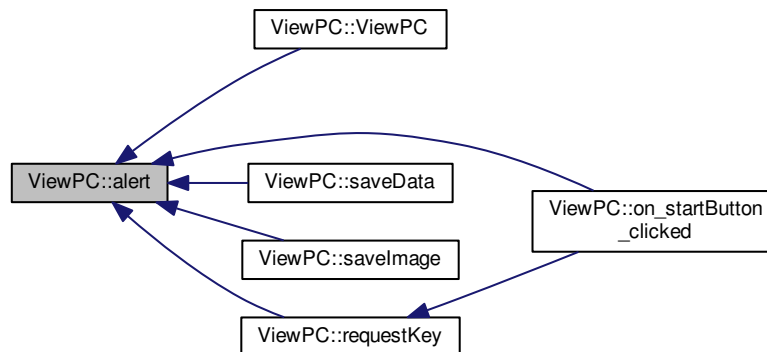 ViewPC::ViewPC
ViewPC::alert
ViewPC::saveData
ViewPC::on_startButton
_clicked
ViewPC::saveImage
ViewPC::requestKey